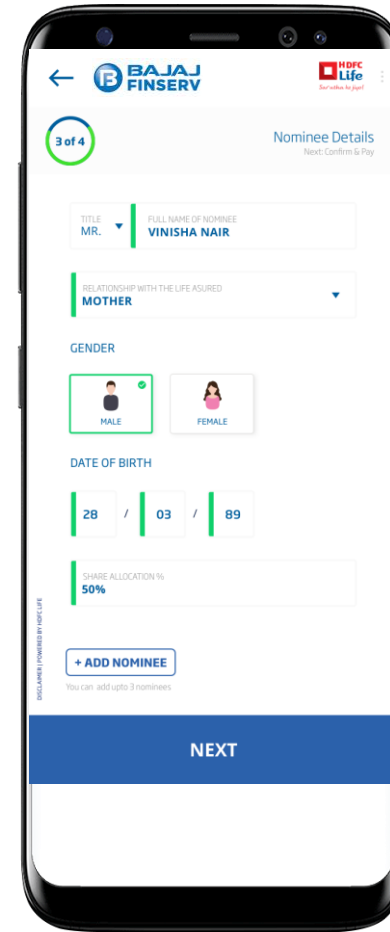 BAJAJ
FINSERV
HDFC
Life
Sar utha ke jiyo!
3 of 4
Nominee Details
Next: Confirm & Pay
TITLE
MR.
FULL NAME OF NOMINEE
VINISHA NAIR
RELATIONSHIP WITH THE LIFE ASURED
MOTHER
GENDER
MALE
FEMALE
DATE OF BIRTH
28 / 03 / 89
SHARE ALLOCATION %
50%
+ ADD NOMINEE
You can add upto 3 nominees
DISCLAIMER | POWERED BY HDFC LIFE
NEXT